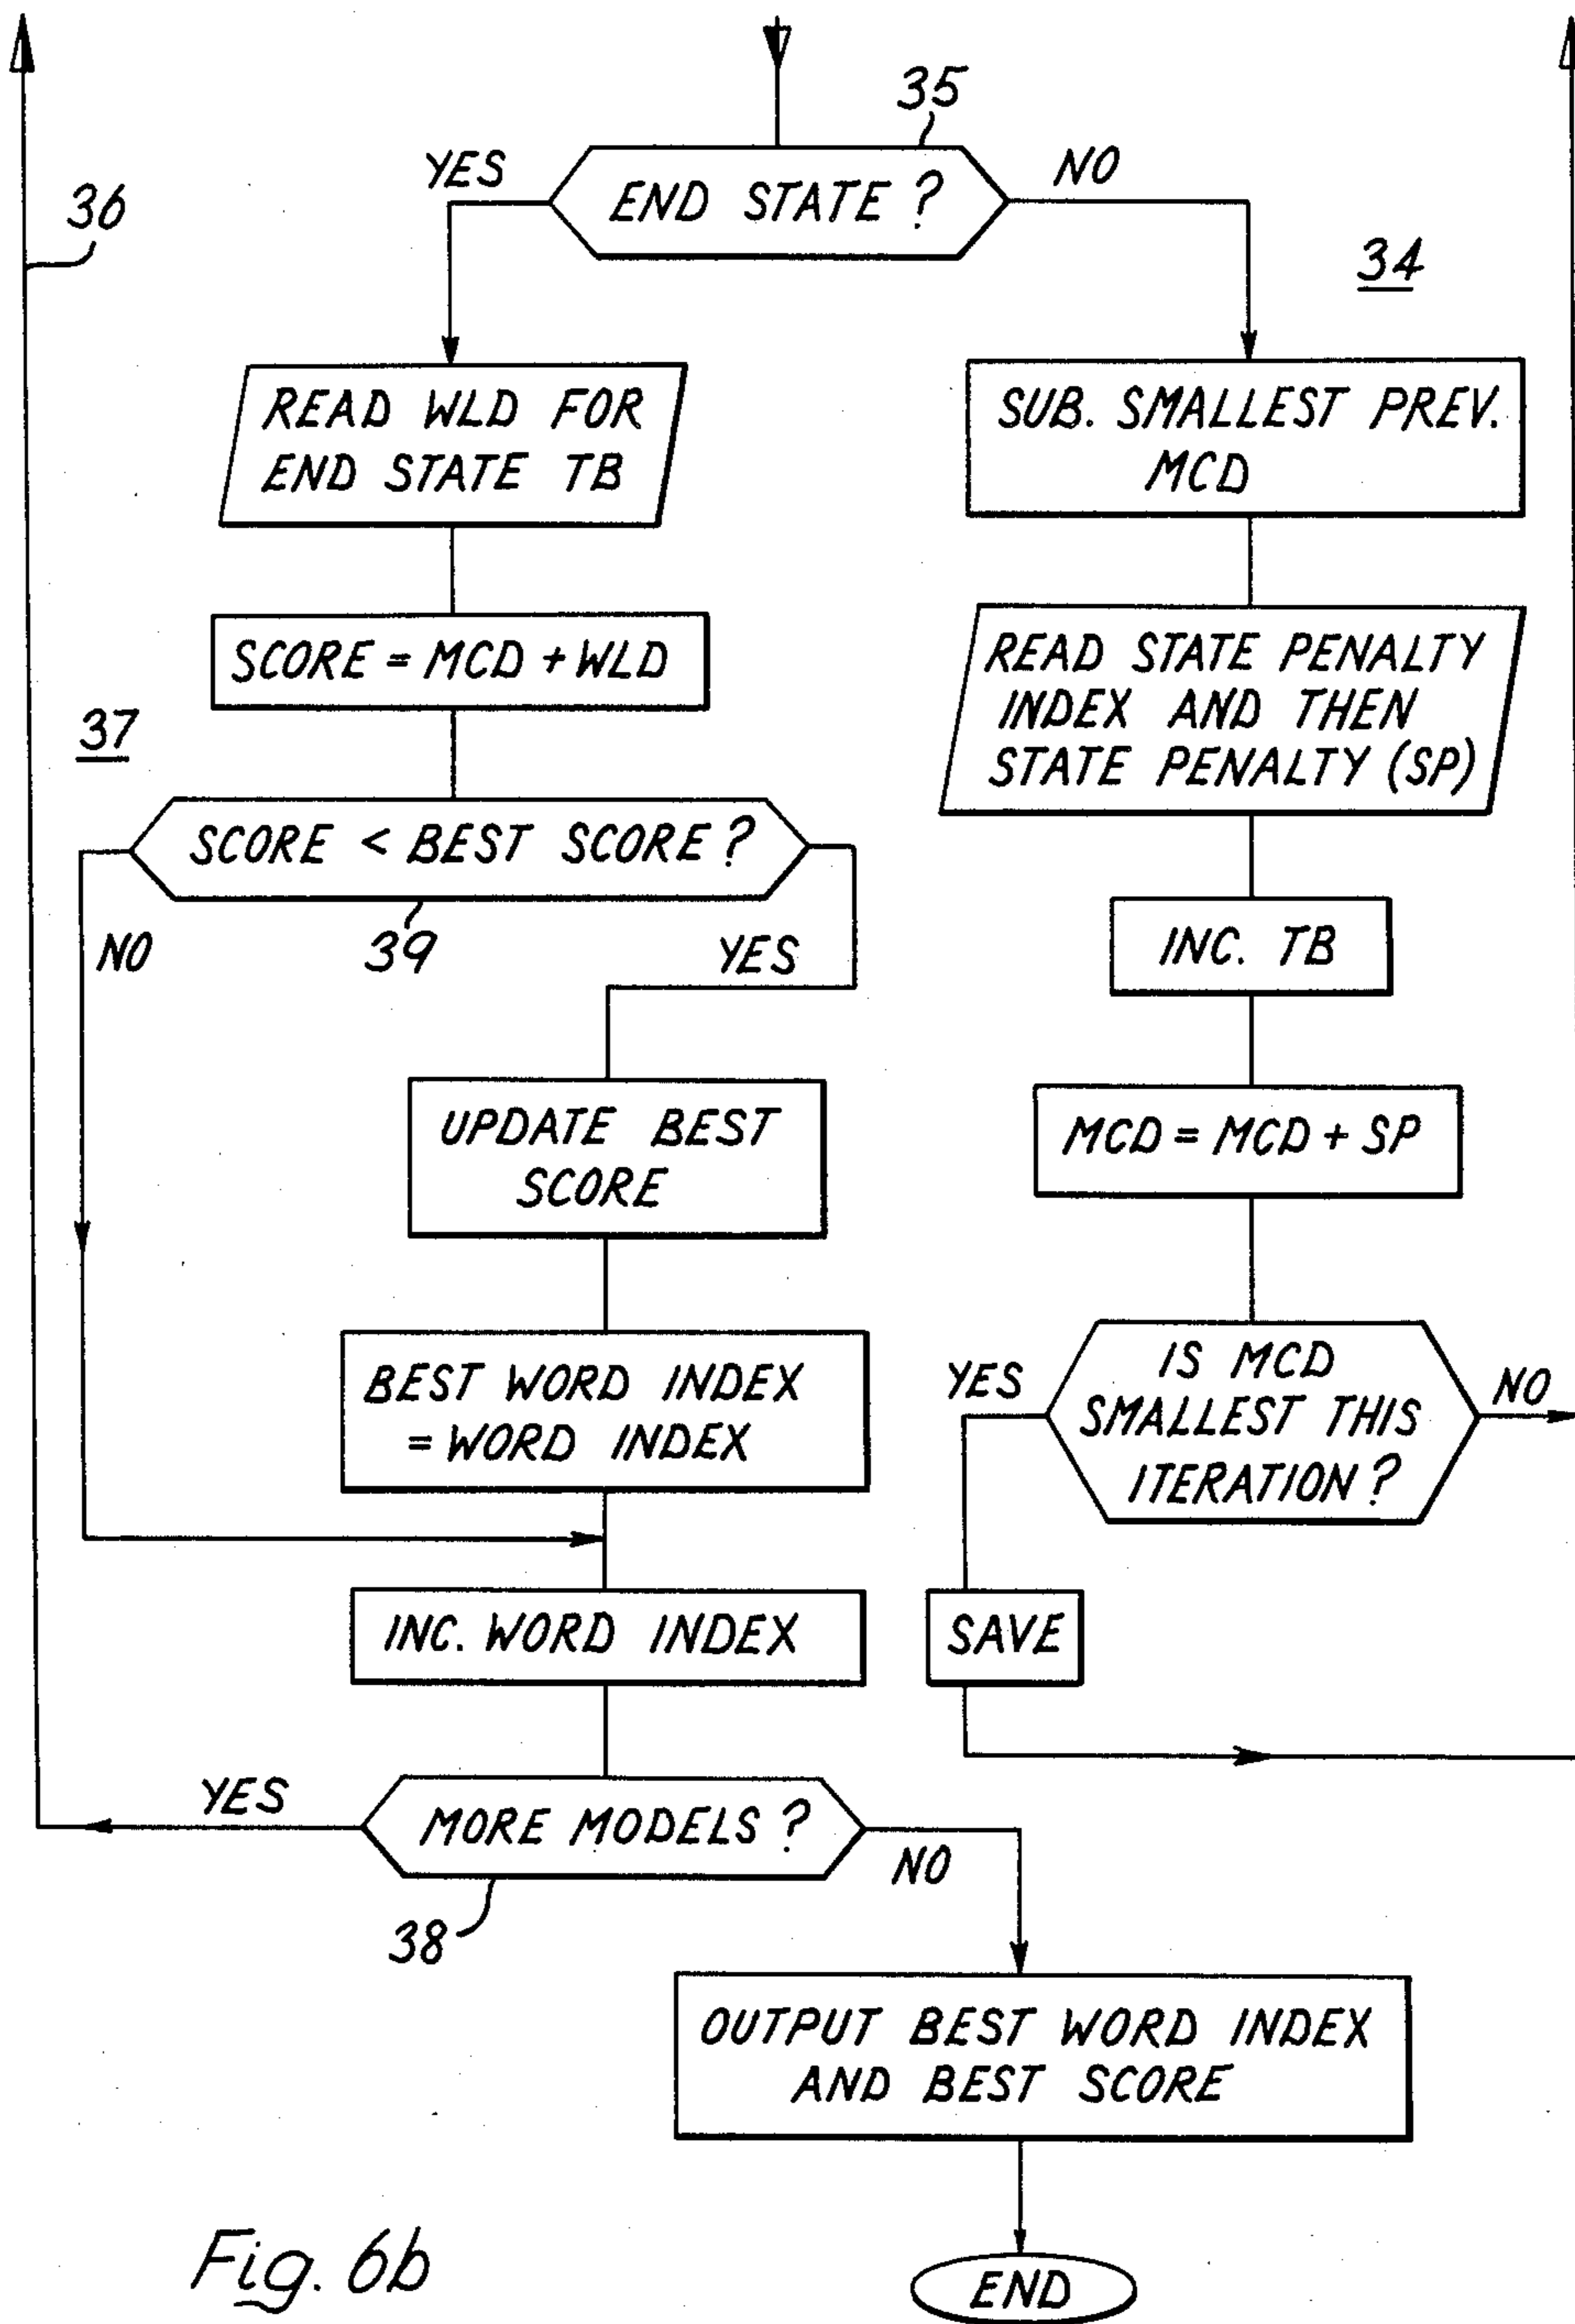 35
YES
END STATE ?
NO
36
34
READ WLD FOR
END STATE TB
SUB. SMALLEST PREV.
MCD
SCORE = MCD + WLD
READ STATE PENALTY
INDEX AND THEN
STATE PENALTY (SP)
37
SCORE < BEST SCORE ?
39
NO
YES
INC. TB
UPDATE BEST
SCORE
MCD = MCD + SP
BEST WORD INDEX
= WORD INDEX
YES
IS MCD
SMALLEST THIS
ITERATION ?
NO
INC. WORD INDEX
SAVE
YES
MORE MODELS ?
NO
38
OUTPUT BEST WORD INDEX
AND BEST SCORE
END
Fig. 6b